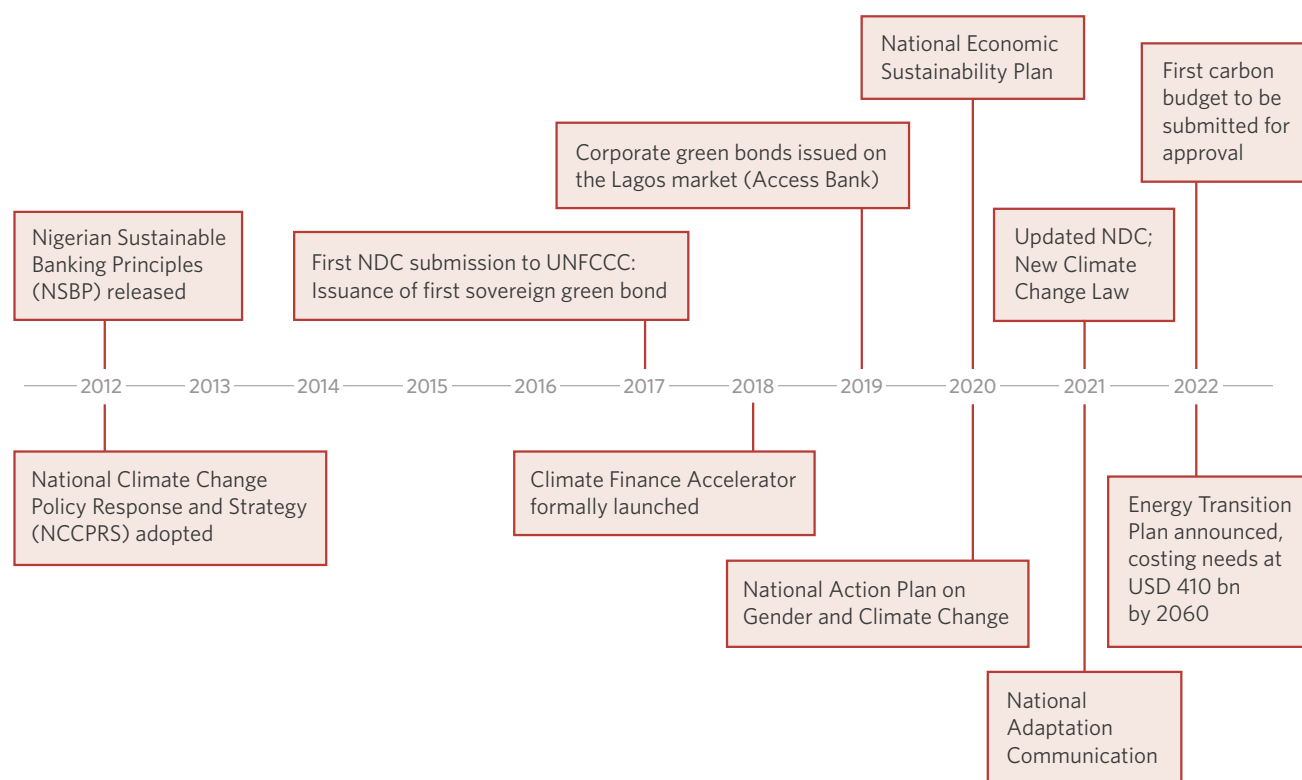 National Economic
Sustainability Plan
First carbon
budget to be
submitted for
approval
Corporate green bonds issued on
the Lagos market (Access Bank)
Nigerian Sustainable
Banking Principles
(NSBP) released
First NDC submission to UNFCCC:
Issuance of first sovereign green bond
Updated NDC;
New Climate
Change Law
2012 2013 2014 2015 2016 2017 2018 2019 2020 2021 2022
National Climate Change
Policy Response and Strategy
(NCCPRS) adopted
Climate Finance Accelerator
formally launched
National Action Plan on
Gender and Climate Change
Energy Transition
Plan announced,
costing needs at
USD 410 bn
by 2060
National
Adaptation
Communication